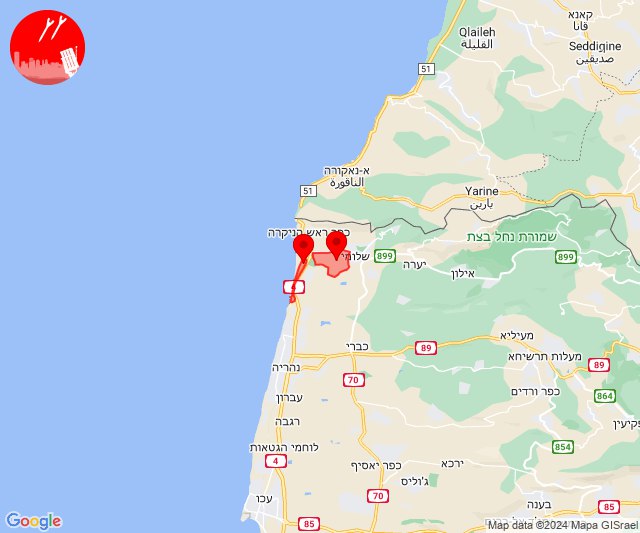 קאנא
قانا
Qlaileh
القليلة
Seddiqine
صديقين
51
א-נאקורה
الناقورة
51
Yarine
يارين
כפר ראש הניקרה
שמורת נחל בצת
שלומי
899
יערה
899
אילון
מעיליא
כברי
89
מעלות תרשיחא
89
נהריה
70
864
עברון
כפר ורדים
רגבה
פקיעין
לוחמי הגטאות
854
4
כפר יאסיף
ירכא
ג'וליס
70
עכו
בענה
85
85
Google
Map data ©2024 Mapa GISrael